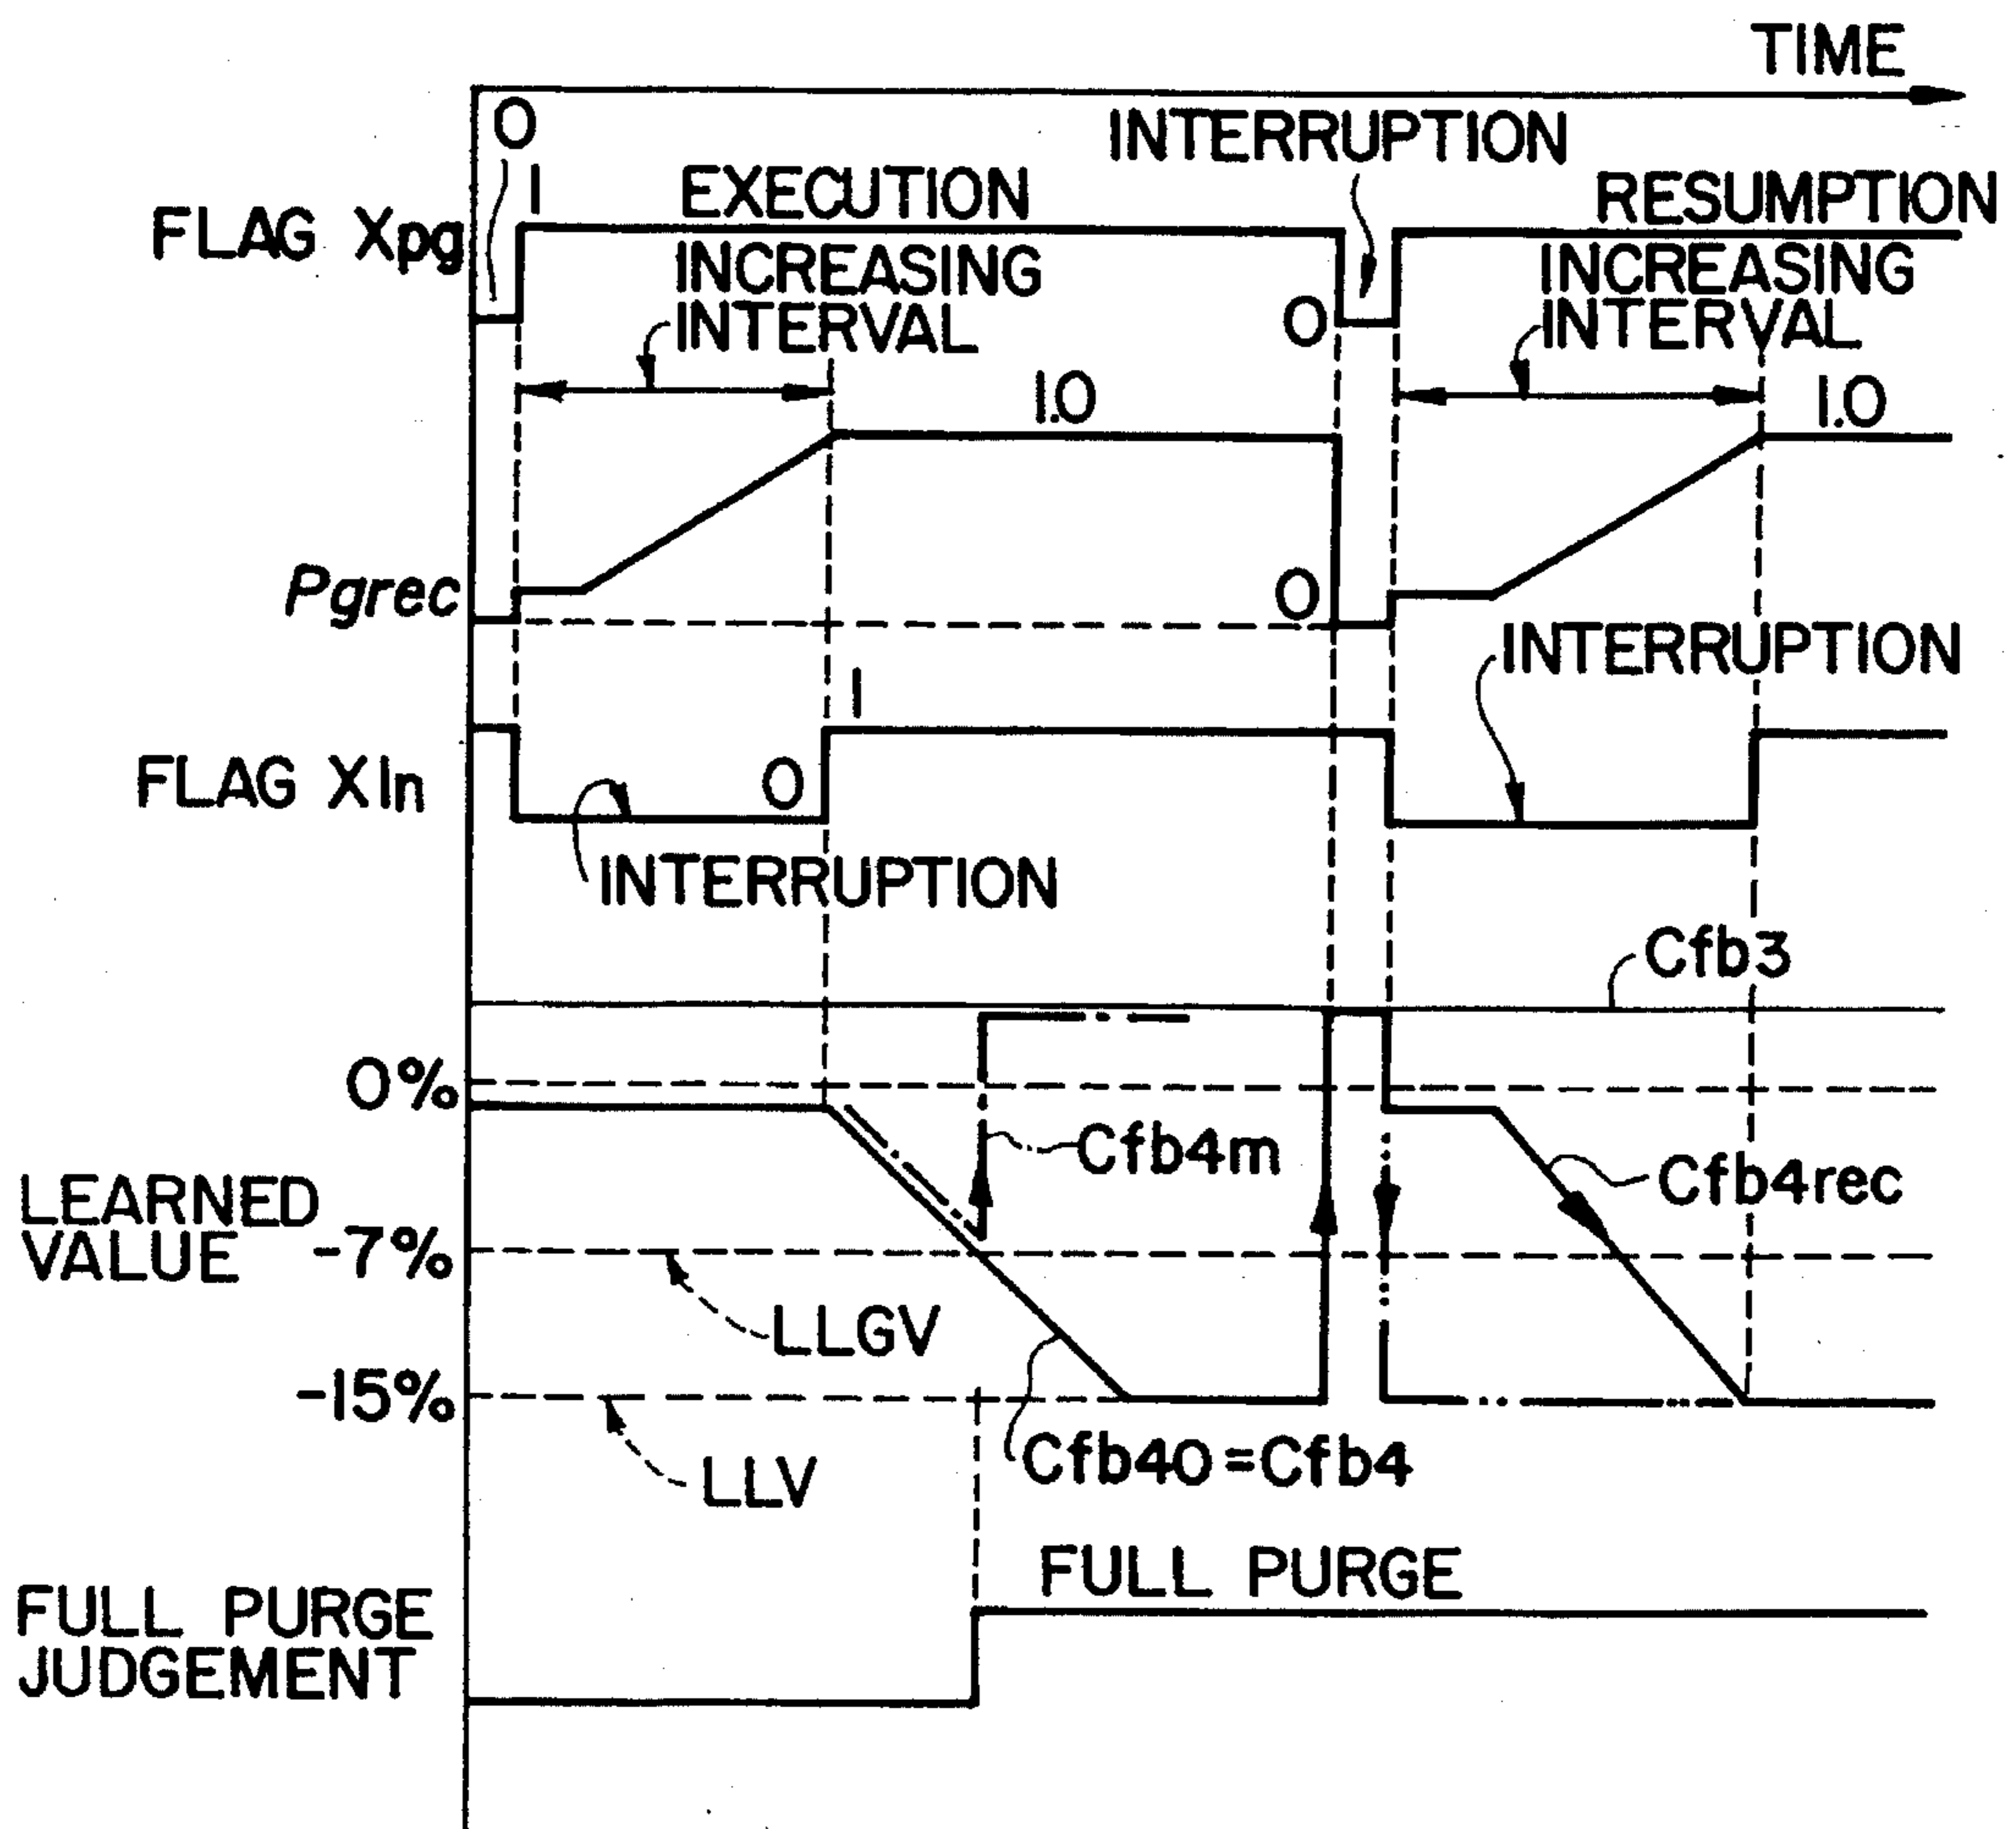 TIME
0
INTERRUPTION
1
EXECUTION
RESUMPTION
FLAG Xpg
INCREASING
INTERVAL
0
INCREASING
INTERVAL
1.0
1.0
Pgrec
0
INTERRUPTION
1
FLAG Xln
0
INTERRUPTION
Cfb3
0%
Cfb4m
Cfb4rec
LEARNED
VALUE
-7%
LLGV
-15%
Cfb40=Cfb4
LLV
FULL PURGE
FULL PURGE
JUDGEMENT